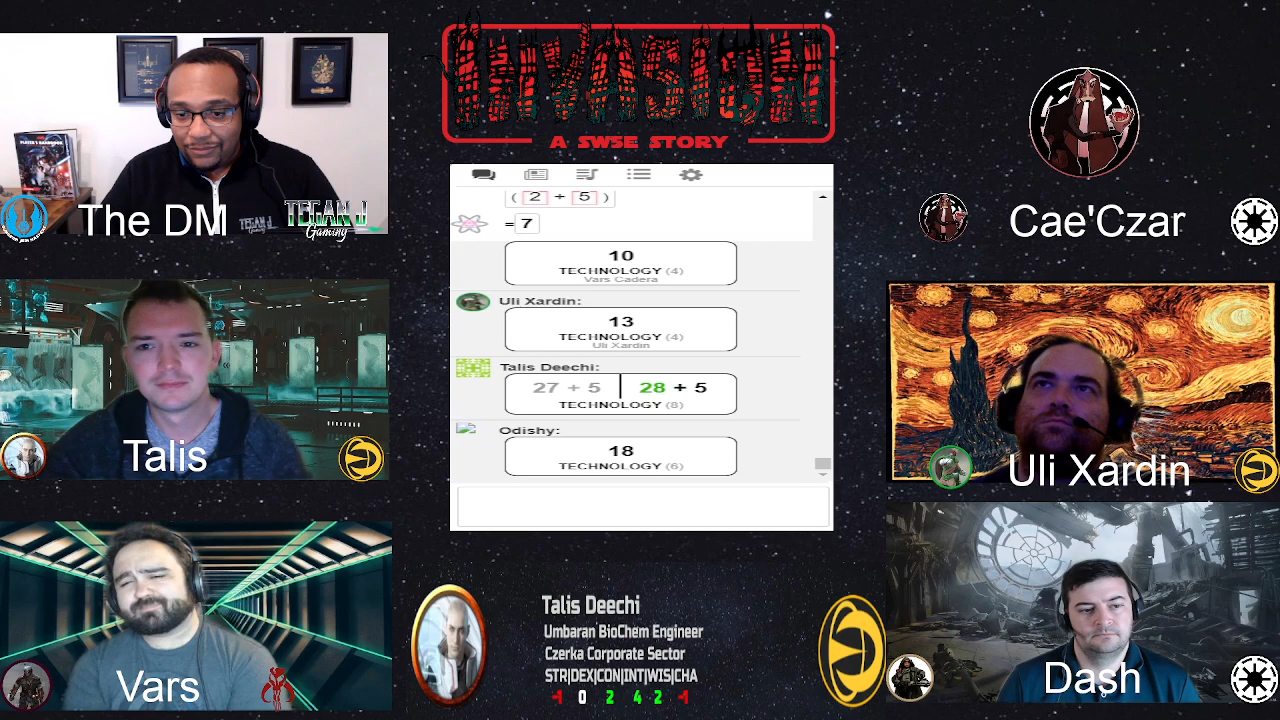 INVASION
A SWSE STORY
PLAYER'S HANDBOOK
The DM
TEGAN J
TEGAN J
Gaming
( 2 + 5 )
= 7
10
TECHNOLOGY (4)
Vars Cadera
Uli Xardin:
13
TECHNOLOGY (4)
Uli Xardin
Talis Deechi:
27 + 5 | 28 + 5
TECHNOLOGY (8)
Odishy:
18
TECHNOLOGY (6)
Cae'Czar
Talis
Uli Xardin
Vars
Talis Deechi
Umbaran BioChem Engineer
Czerka Corporate Sector
STR|DEX|CON|INT|WIS|CHA
-1 0 2 4 2 -1
Dash